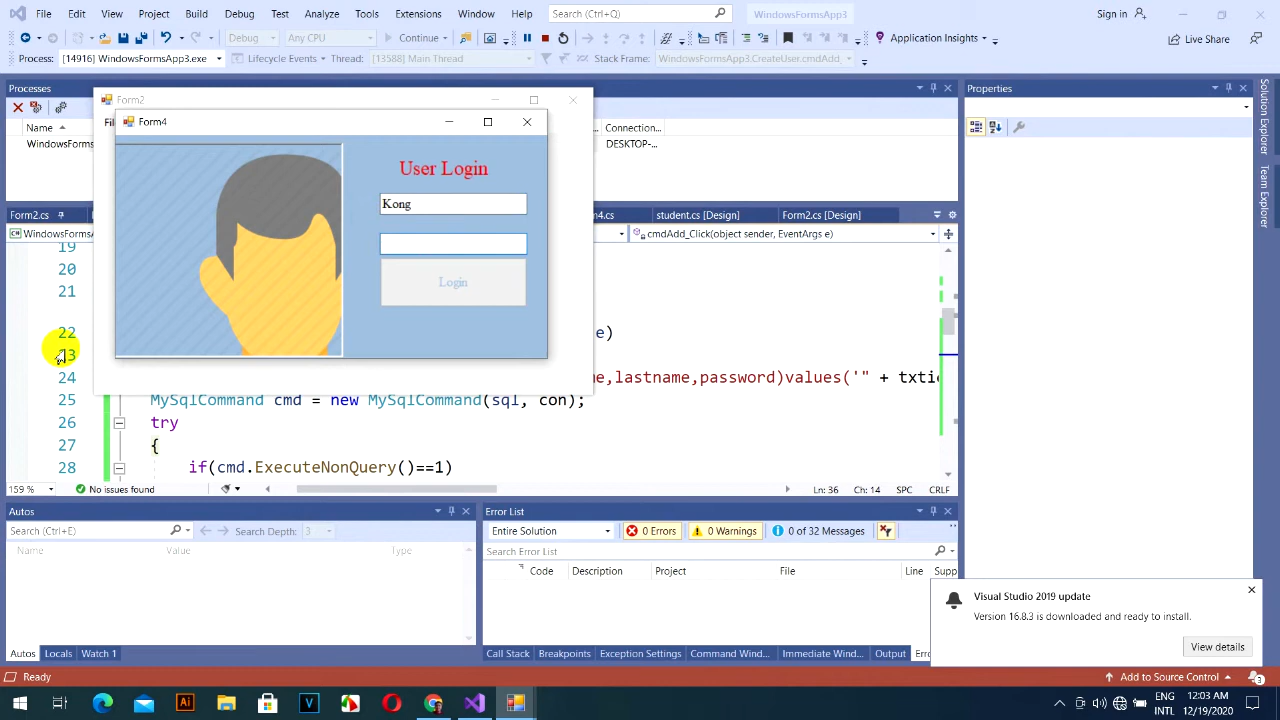 File Edit View Git Project Build Debug Test Analyze Tools Extensions Window Help Search (Ctrl+Q) WindowsFormsApp3 Sign in
Debug Any CPU Continue Application Insights Live Share
Process: [14916] WindowsFormsApp3.exe Lifecycle Events Thread: [13588] Main Thread Stack Frame: WindowsFormsApp3.CreateUser.cmdAdd_
Processes Properties
Form2
Form4
Name Connection...
WindowsForms DESKTOP-...
User Login
Kong
Login
Form2.cs student.cs [Design] Form2.cs [Design]
WindowsForms cmdAdd_Click(object sender, EventArgs e)
19
20
21
22 e)
23
24 me,lastname,password)values('" + txtid
25 MySqlCommand cmd = new MySqlCommand(sql, con);
26 try
27 {
28 if(cmd.ExecuteNonQuery()==1)
159 % No issues found Ln: 36 Ch: 14 SPC CRLF
Autos Error List
Search (Ctrl+E) Search Depth: 3 Entire Solution 0 Errors 0 Warnings 0 of 32 Messages
Name Value Type Search Error List
Code Description Project File Line Supp
Visual Studio 2019 update
Version 16.8.3 is downloaded and ready to install.
View details
Autos Locals Watch 1 Call Stack Breakpoints Exception Settings Command Wind... Immediate Wind... Output
Ready Add to Source Control 3
Solution Explorer
Team Explorer
ENG 12:03 AM
INTL 12/19/2020